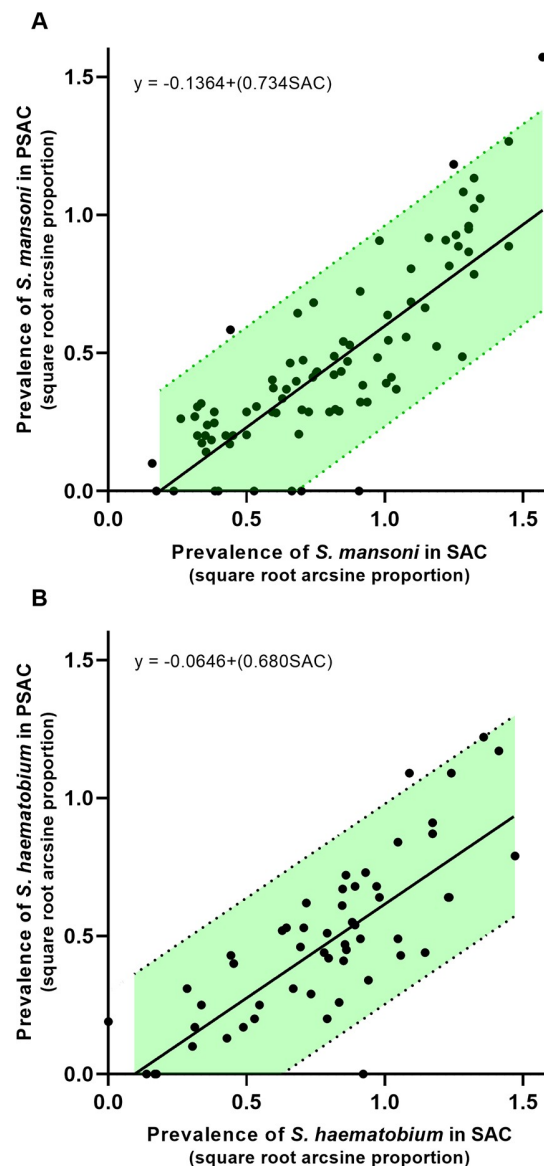 A
y = -0.1364+(0.734SAC)
Prevalence of S. mansoni in PSAC
(square root arcsine proportion)
1.5
1.0
0.5
0.0
0.0 0.5 1.0 1.5
Prevalence of S. mansoni in SAC
(square root arcsine proportion)
B
y = -0.0646+(0.680SAC)
Prevalence of S. haematobium in PSAC
(square root arcsine proportion)
1.5
1.0
0.5
0.0
0.0 0.5 1.0 1.5
Prevalence of S. haematobium in SAC
(square root arcsine proportion)